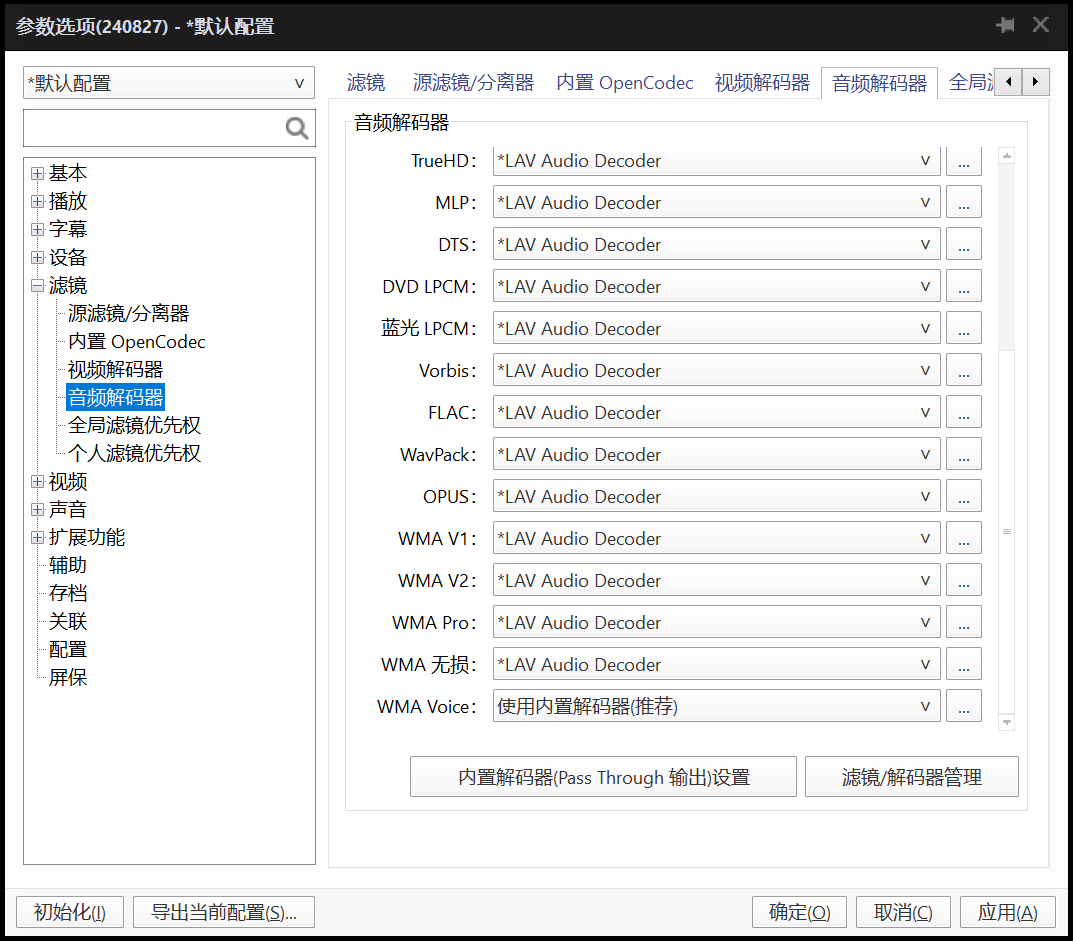 参数选项(240827) - *默认配置
*默认配置
基本
播放
字幕
设备
滤镜
源滤镜/分离器
内置 OpenCodec
视频解码器
音频解码器
全局滤镜优先权
个人滤镜优先权
视频
声音
扩展功能
辅助
存档
关联
配置
屏保
滤镜 源滤镜/分离器 内置 OpenCodec 视频解码器 音频解码器 全局
音频解码器
TrueHD: *LAV Audio Decoder ...
MLP: *LAV Audio Decoder ...
DTS: *LAV Audio Decoder ...
DVD LPCM: *LAV Audio Decoder ...
蓝光 LPCM: *LAV Audio Decoder ...
Vorbis: *LAV Audio Decoder ...
FLAC: *LAV Audio Decoder ...
WavPack: *LAV Audio Decoder ...
OPUS: *LAV Audio Decoder ...
WMA V1: *LAV Audio Decoder ...
WMA V2: *LAV Audio Decoder ...
WMA Pro: *LAV Audio Decoder ...
WMA 无损: *LAV Audio Decoder ...
WMA Voice: 使用内置解码器(推荐) ...
内置解码器(Pass Through 输出)设置 滤镜/解码器管理
初始化(I) 导出当前配置(S)... 确定(O) 取消(C) 应用(A)